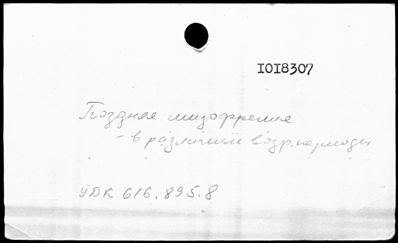 1018307
Поздняя шизофрения
- в различные возр. периоды
УДК 616.895.8